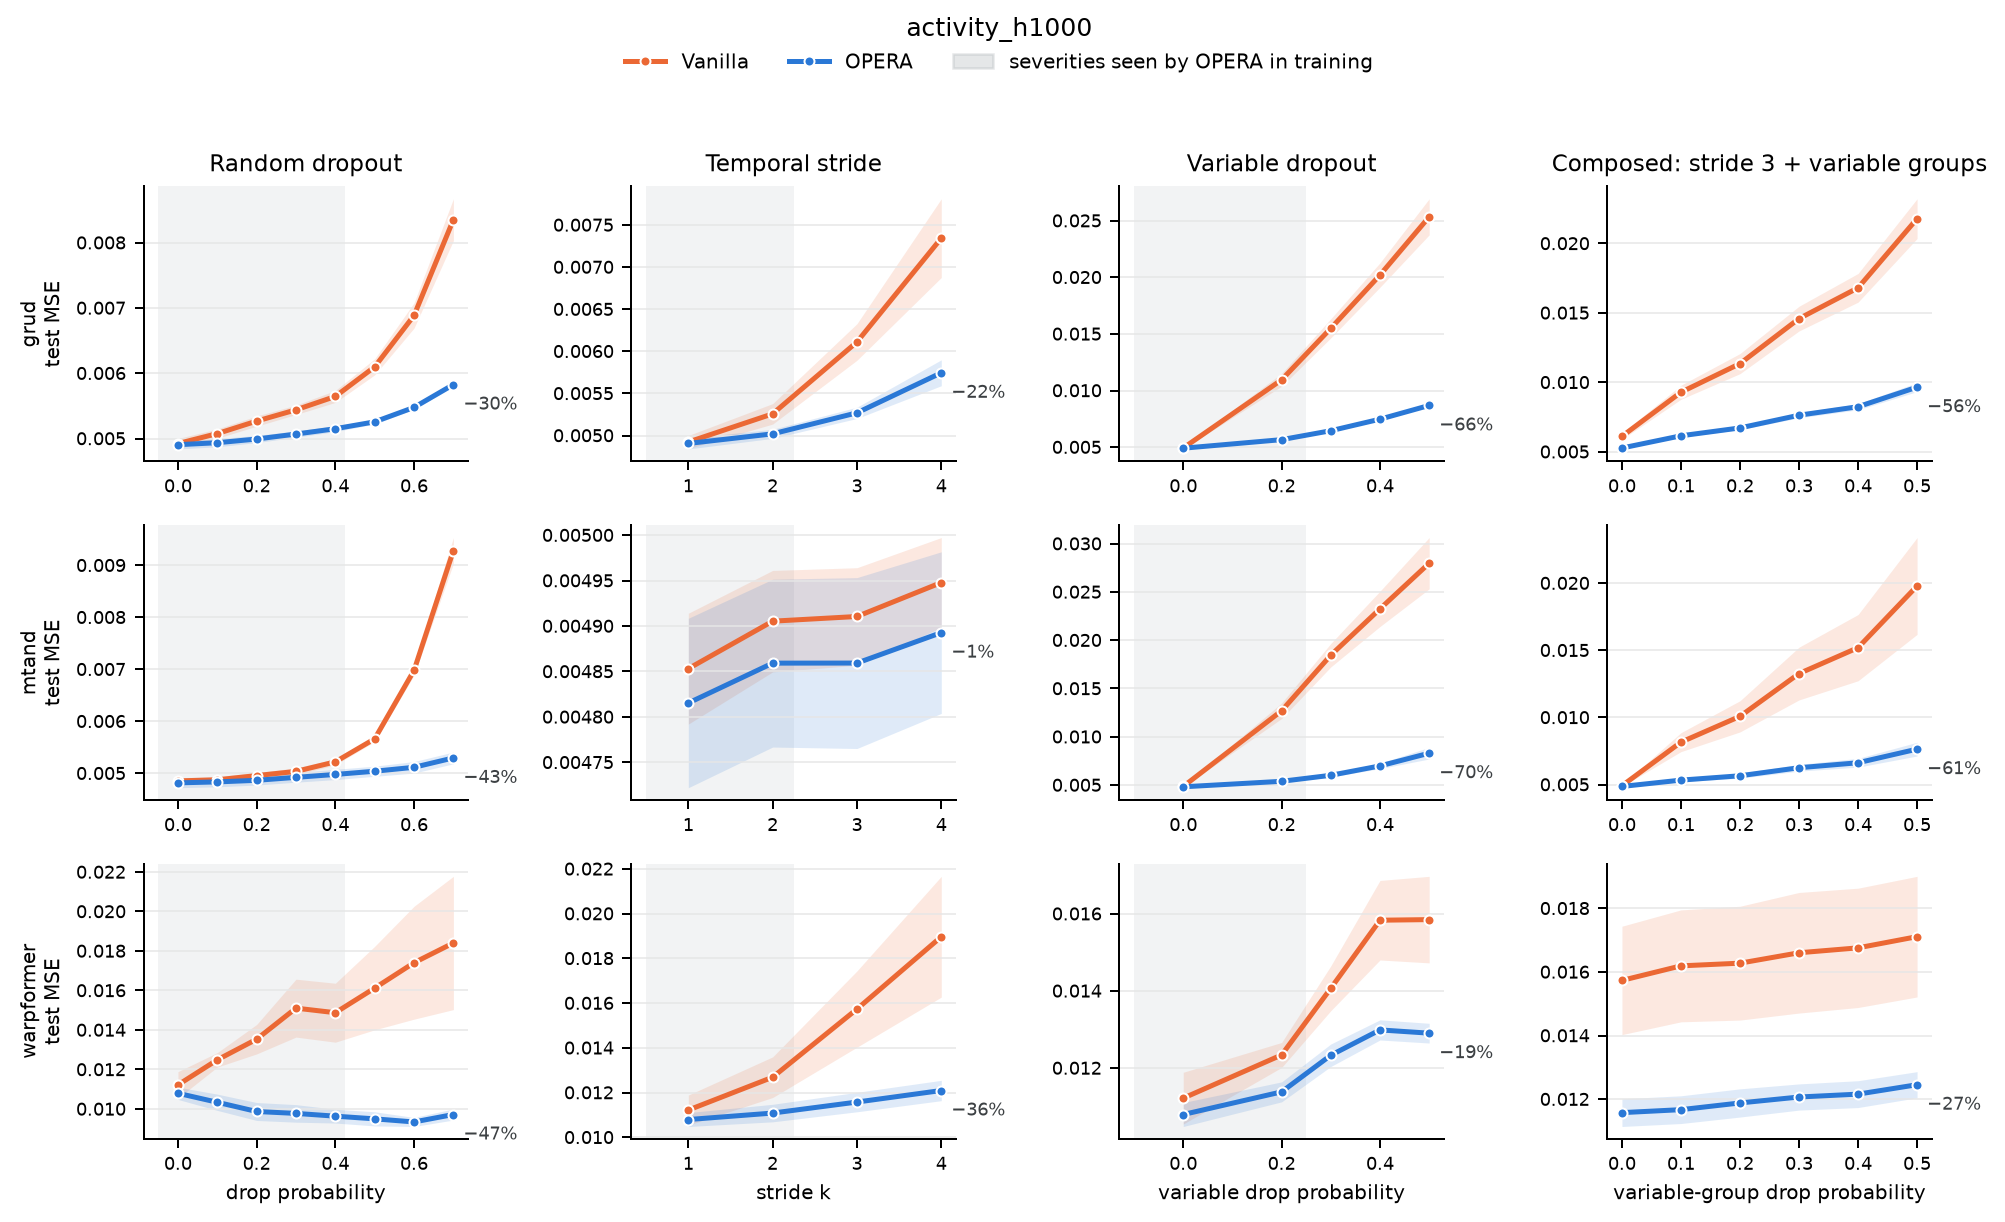 activity_h1000
Vanilla OPERA severities seen by OPERA in training
Random dropout Temporal stride Variable dropout Composed: stride 3 + variable groups
grud
test MSE
0.008
0.007
0.006
0.005
0.0 0.2 0.4 0.6
−30%
0.0075
0.0070
0.0065
0.0060
0.0055
0.0050
1 2 3 4
−22%
0.025
0.020
0.015
0.010
0.005
0.0 0.2 0.4
−66%
0.020
0.015
0.010
0.005
0.0 0.1 0.2 0.3 0.4 0.5
−56%
mtand
test MSE
0.009
0.008
0.007
0.006
0.005
0.0 0.2 0.4 0.6
−43%
0.00500
0.00495
0.00490
0.00485
0.00480
0.00475
1 2 3 4
−1%
0.030
0.025
0.020
0.015
0.010
0.005
0.0 0.2 0.4
−70%
0.020
0.015
0.010
0.005
0.0 0.1 0.2 0.3 0.4 0.5
−61%
warpformer
test MSE
0.022
0.020
0.018
0.016
0.014
0.012
0.010
0.0 0.2 0.4 0.6
drop probability
−47%
0.022
0.020
0.018
0.016
0.014
0.012
0.010
1 2 3 4
stride k
−36%
0.016
0.014
0.012
0.0 0.2 0.4
variable drop probability
−19%
0.018
0.016
0.014
0.012
0.0 0.1 0.2 0.3 0.4 0.5
variable-group drop probability
−27%